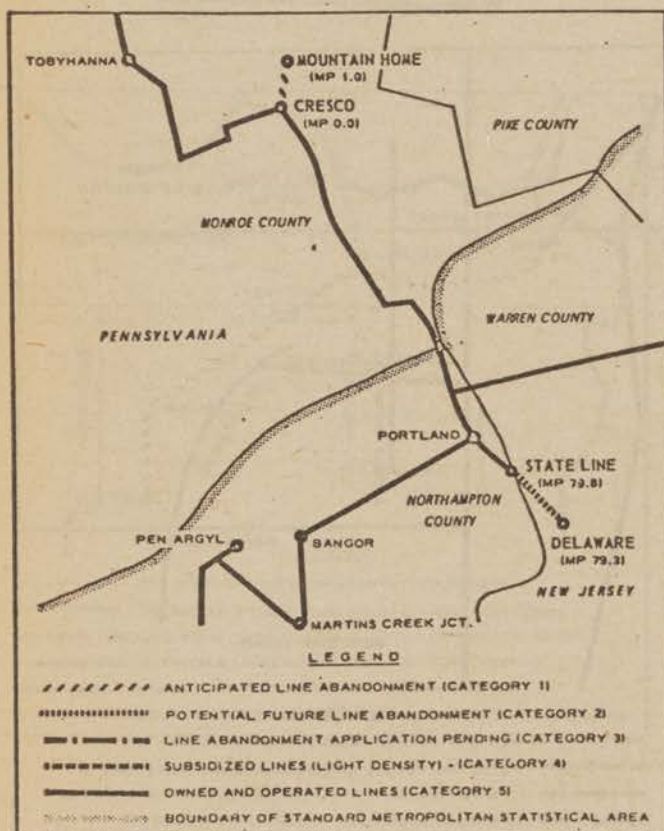 TOBYHANNA
MOUNTAIN HOME
(MP 1.0)
CRESCO
(MP 0.0)
PIKE COUNTY
MONROE COUNTY
PENNSYLVANIA
WARREN COUNTY
PORTLAND
STATE LINE
(MP 79.8)
NORTHAMPTON
COUNTY
PEN ARGYL
BANGOR
DELAWARE
(MP 79.3)
NEW JERSEY
MARTINS CREEK JCT.
LEGEND
ANTICIPATED LINE ABANDONMENT (CATEGORY 1)
POTENTIAL FUTURE LINE ABANDONMENT (CATEGORY 2)
LINE ABANDONMENT APPLICATION PENDING (CATEGORY 3)
SUBSIDIZED LINES (LIGHT DENSITY) - (CATEGORY 4)
OWNED AND OPERATED LINES (CATEGORY 5)
BOUNDARY OF STANDARD METROPOLITAN STATISTICAL AREA